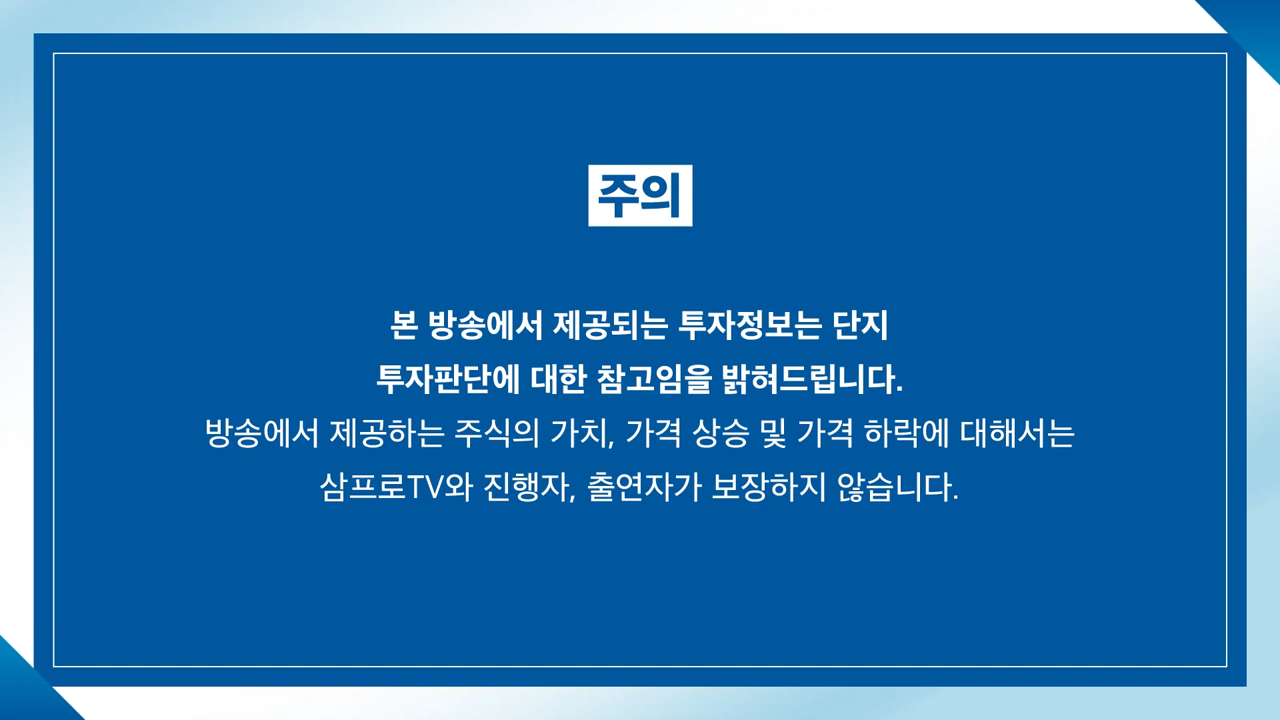 주의
본 방송에서 제공되는 투자정보는 단지
투자판단에 대한 참고임을 밝혀드립니다.
방송에서 제공하는 주식의 가치, 가격 상승 및 가격 하락에 대해서는
삼프로TV와 진행자, 출연자가 보장하지 않습니다.